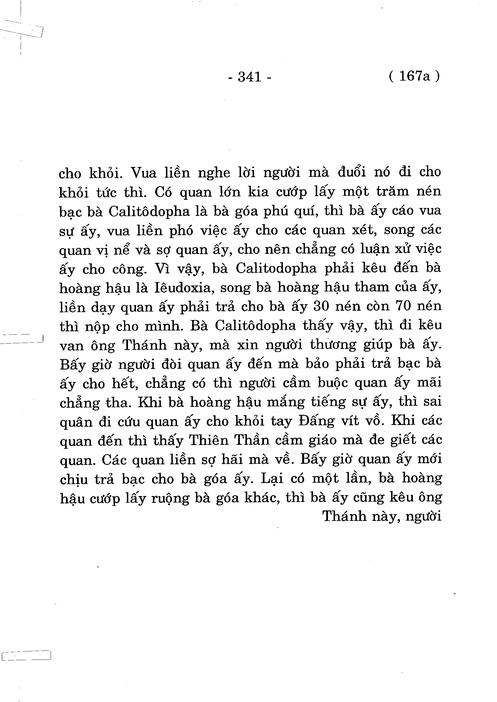 - 341 -
( 167a )
cho khỏi. Vua liền nghe lời người mà đuổi nó đi cho
khỏi tức thì. Có quan lớn kia cướp lấy một trăm nén
bạc bà Calitôdopha là bà góa phú quí, thì bà ấy cáo vua
sự ấy, vua liền phó việc ấy cho các quan xét, song các
quan vị nể và sợ quan ấy, cho nên chẳng có luận xử việc
ấy cho công. Vì vậy, bà Calitodopha phải kêu đến bà
hoàng hậu là Iêudoxia, song bà hoàng hậu tham của ấy,
liền dạy quan ấy phải trả cho bà ấy 30 nén còn 70 nén
thì nộp cho mình. Bà Calitôdopha thấy vậy, thì đi kêu
van ông Thánh này, mà xin người thương giúp bà ấy.
Bấy giờ người đòi quan ấy đến mà bảo phải trả bạc bà
ấy cho hết, chẳng có thì người cầm buộc quan ấy mãi
chẳng tha. Khi bà hoàng hậu mắng tiếng sự ấy, thì sai
quân đi cứu quan ấy cho khỏi tay Đấng vít vồ. Khi các
quan đến thì thấy Thiên Thần cầm giáo mà đe giết các
quan. Các quan liền sợ hãi mà về. Bấy giờ quan ấy mới
chịu trả bạc cho bà góa ấy. Lại có một lần, bà hoàng
hậu cướp lấy ruộng bà góa khác, thì bà ấy cũng kêu ông
Thánh này, người